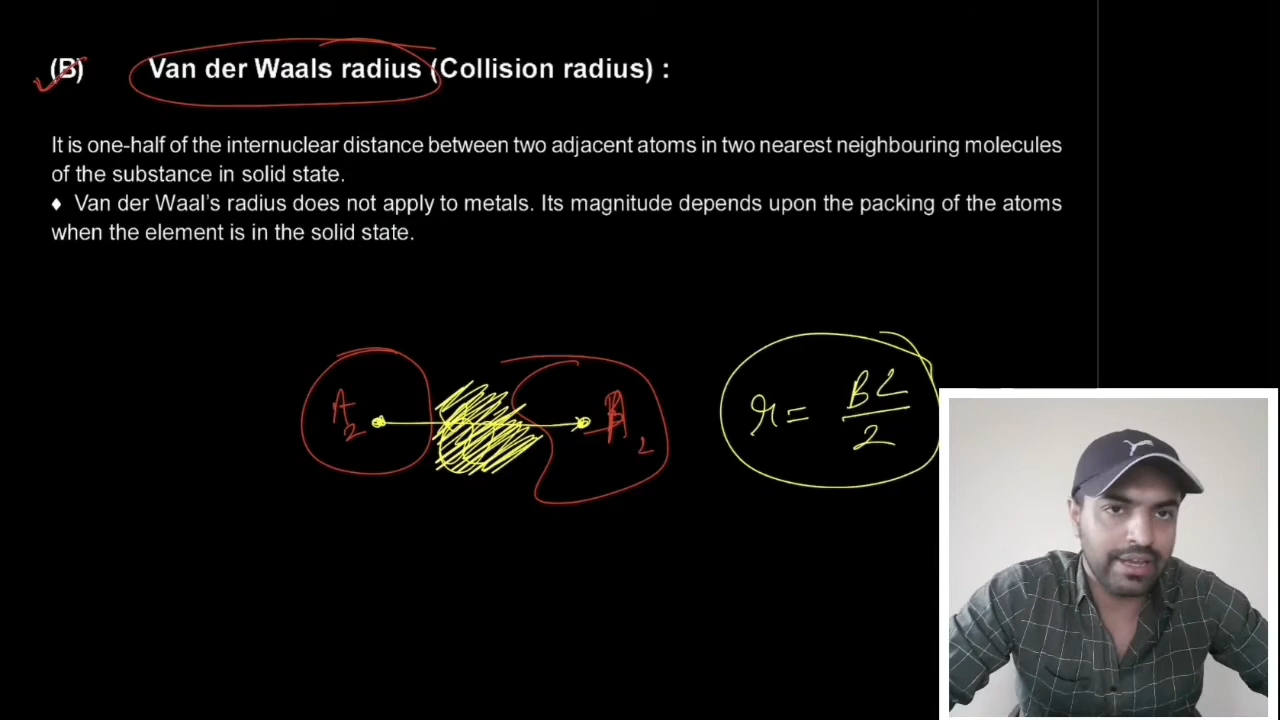 (B) Van der Waals radius (Collision radius) :
It is one-half of the internuclear distance between two adjacent atoms in two nearest neighbouring molecules
of the substance in solid state.
♦ Van der Waal's radius does not apply to metals. Its magnitude depends upon the packing of the atoms
when the element is in the solid state.
A2 A2
r = BL/2